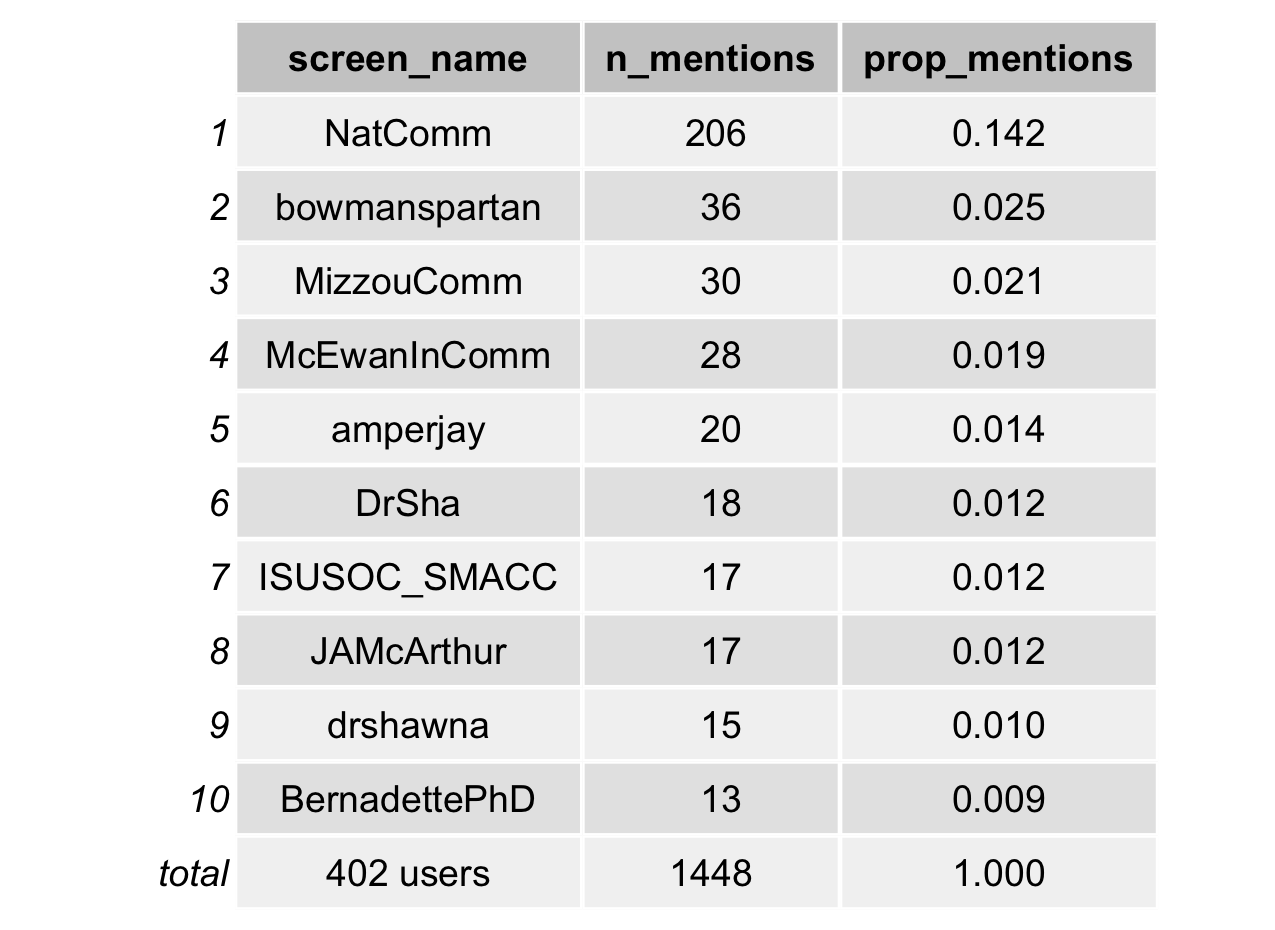 screen_name n_mentions prop_mentions
1 NatComm 206 0.142
2 bowmanspartan 36 0.025
3 MizzouComm 30 0.021
4 McEwanInComm 28 0.019
5 amperjay 20 0.014
6 DrSha 18 0.012
7 ISUSOC_SMACC 17 0.012
8 JAMcArthur 17 0.012
9 drshawna 15 0.010
10 BernadettePhD 13 0.009
total 402 users 1448 1.000